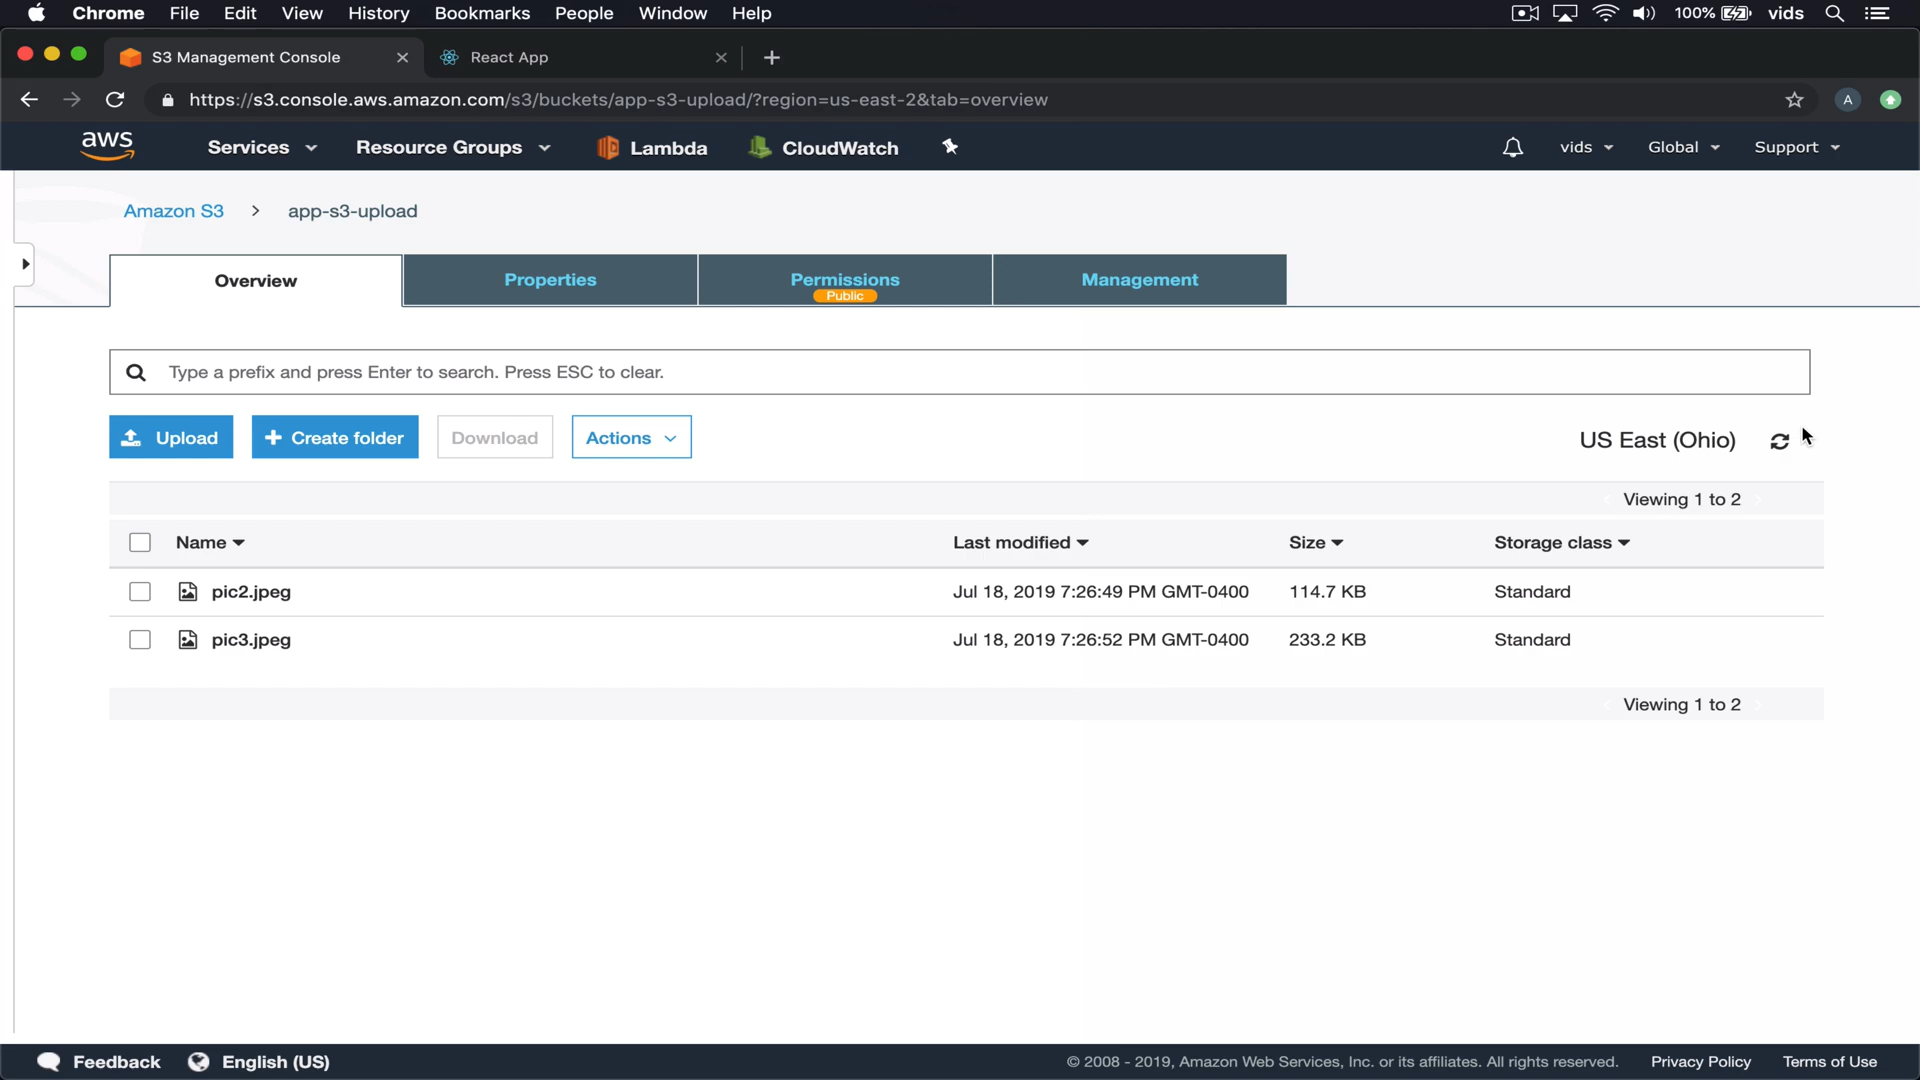 Chrome File Edit View History Bookmarks People Window Help 100% vids
S3 Management Console React App
https://s3.console.aws.amazon.com/s3/buckets/app-s3-upload/?region=us-east-2&tab=overview A
aws Services Resource Groups Lambda CloudWatch vids Global Support
Amazon S3 > app-s3-upload
Overview Properties Permissions Management
Public
Type a prefix and press Enter to search. Press ESC to clear.
Upload Create folder Download Actions US East (Ohio)
Viewing 1 to 2
Name Last modified Size Storage class
pic2.jpeg Jul 18, 2019 7:26:49 PM GMT-0400 114.7 KB Standard
pic3.jpeg Jul 18, 2019 7:26:52 PM GMT-0400 233.2 KB Standard
Viewing 1 to 2
Feedback English (US) © 2008 - 2019, Amazon Web Services, Inc. or its affiliates. All rights reserved. Privacy Policy Terms of Use